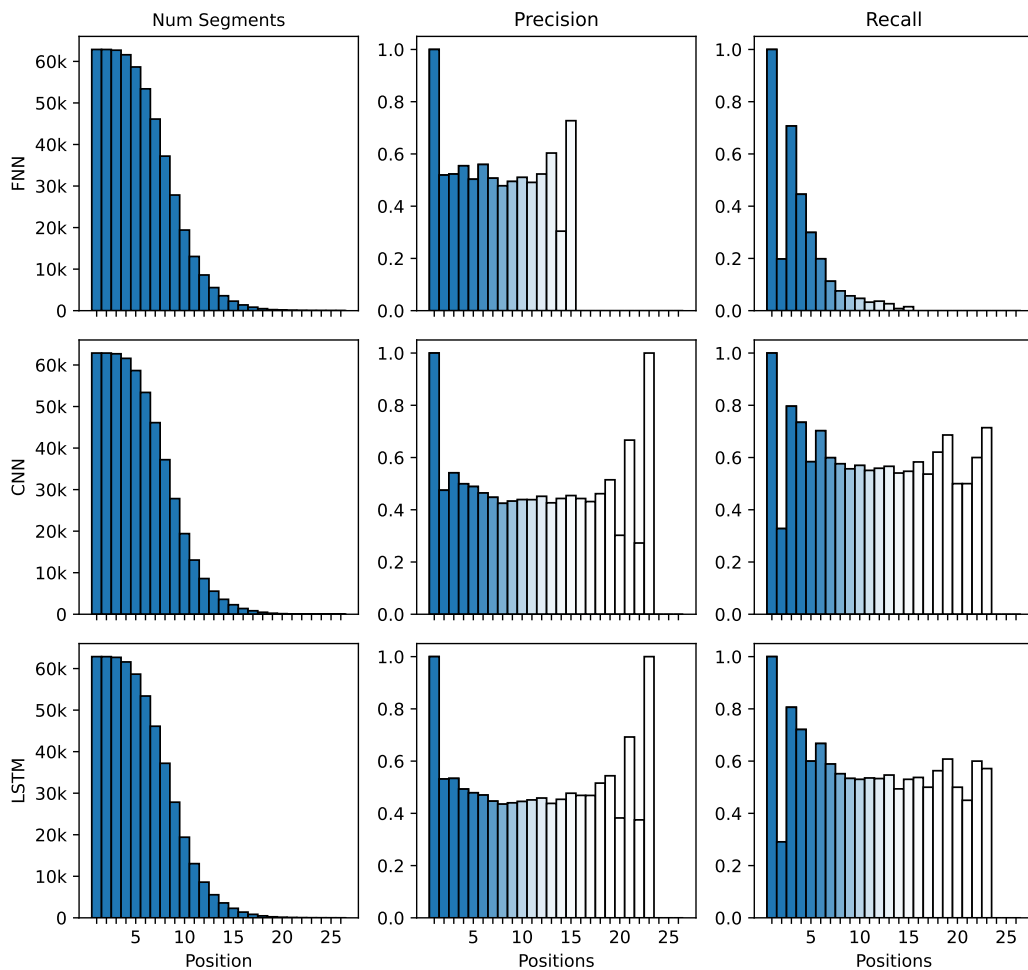 Num Segments Precision Recall
FNN
60k
50k
40k
30k
20k
10k
0
1.0
0.8
0.6
0.4
0.2
0.0
1.0
0.8
0.6
0.4
0.2
0.0
CNN
60k
50k
40k
30k
20k
10k
0
1.0
0.8
0.6
0.4
0.2
0.0
1.0
0.8
0.6
0.4
0.2
0.0
LSTM
60k
50k
40k
30k
20k
10k
0
1.0
0.8
0.6
0.4
0.2
0.0
1.0
0.8
0.6
0.4
0.2
0.0
5 10 15 20 25 5 10 15 20 25 5 10 15 20 25
Position Positions Positions